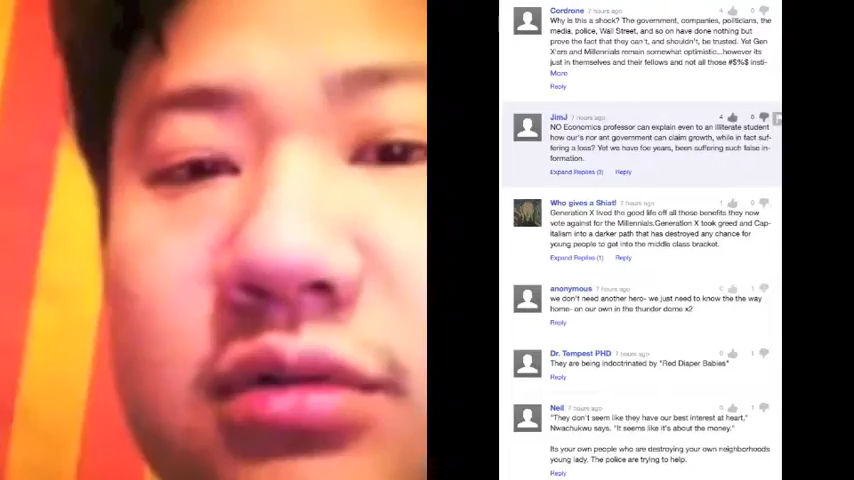 Cordrone 7 hours ago 4 0
Why is this a shock? The government, companies, politicians, the
media, police, Wall Street, and so on have done nothing but
prove the fact that they can't, and shouldn't, be trusted. Yet Gen
X'ers and Millennials remain somewhat optimistic...however its
just in themselves and their fellows and not all those #$%$ insti-
More
Reply
JimJ 7 hours ago 4 0
NO Economics professor can explain even to an illiterate student
how our's nor ant government can claim growth, while in fact suf-
fering a loss? Yet we have foe years, been suffering such false in-
formation.
Expand Replies (3) Reply
Who gives a Shiat! 7 hours ago 1 0
Generation X lived the good life off all those benefits they now
vote against for the Millennials.Generation X took greed and Cap-
italism into a darker path that has destroyed any chance for
young people to get into the middle class bracket.
Expand Replies (1) Reply
anonymous 7 hours ago 0 1
we don't need another hero- we just need to know the the way
home- on our own in the thunder dome x2
Reply
Dr. Tempest PHD 7 hours ago 0 1
They are being indoctrinated by "Red Diaper Babies"
Reply
Neil 7 hours ago 0 1
"They don't seem like they have our best interest at heart,"
Nwachukwu says. "It seems like it's about the money."
Its your own people who are destroying your own neighborhoods
young lady. The police are trying to help.
Reply